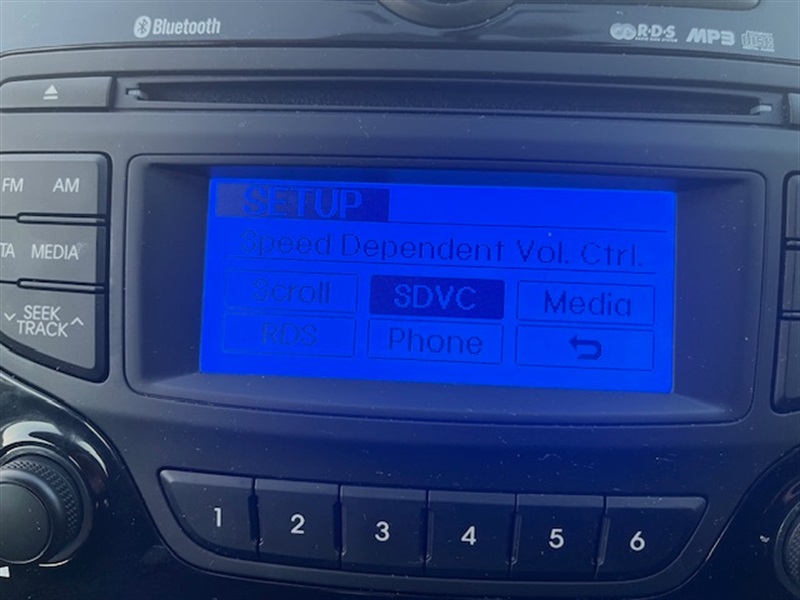 Bluetooth
R·D·S
MP3
FM AM
TA MEDIA
SEEK
TRACK
SETUP
Speed Dependent Vol. Ctrl.
Scroll SDVC Media
RDS Phone
1 2 3 4 5 6